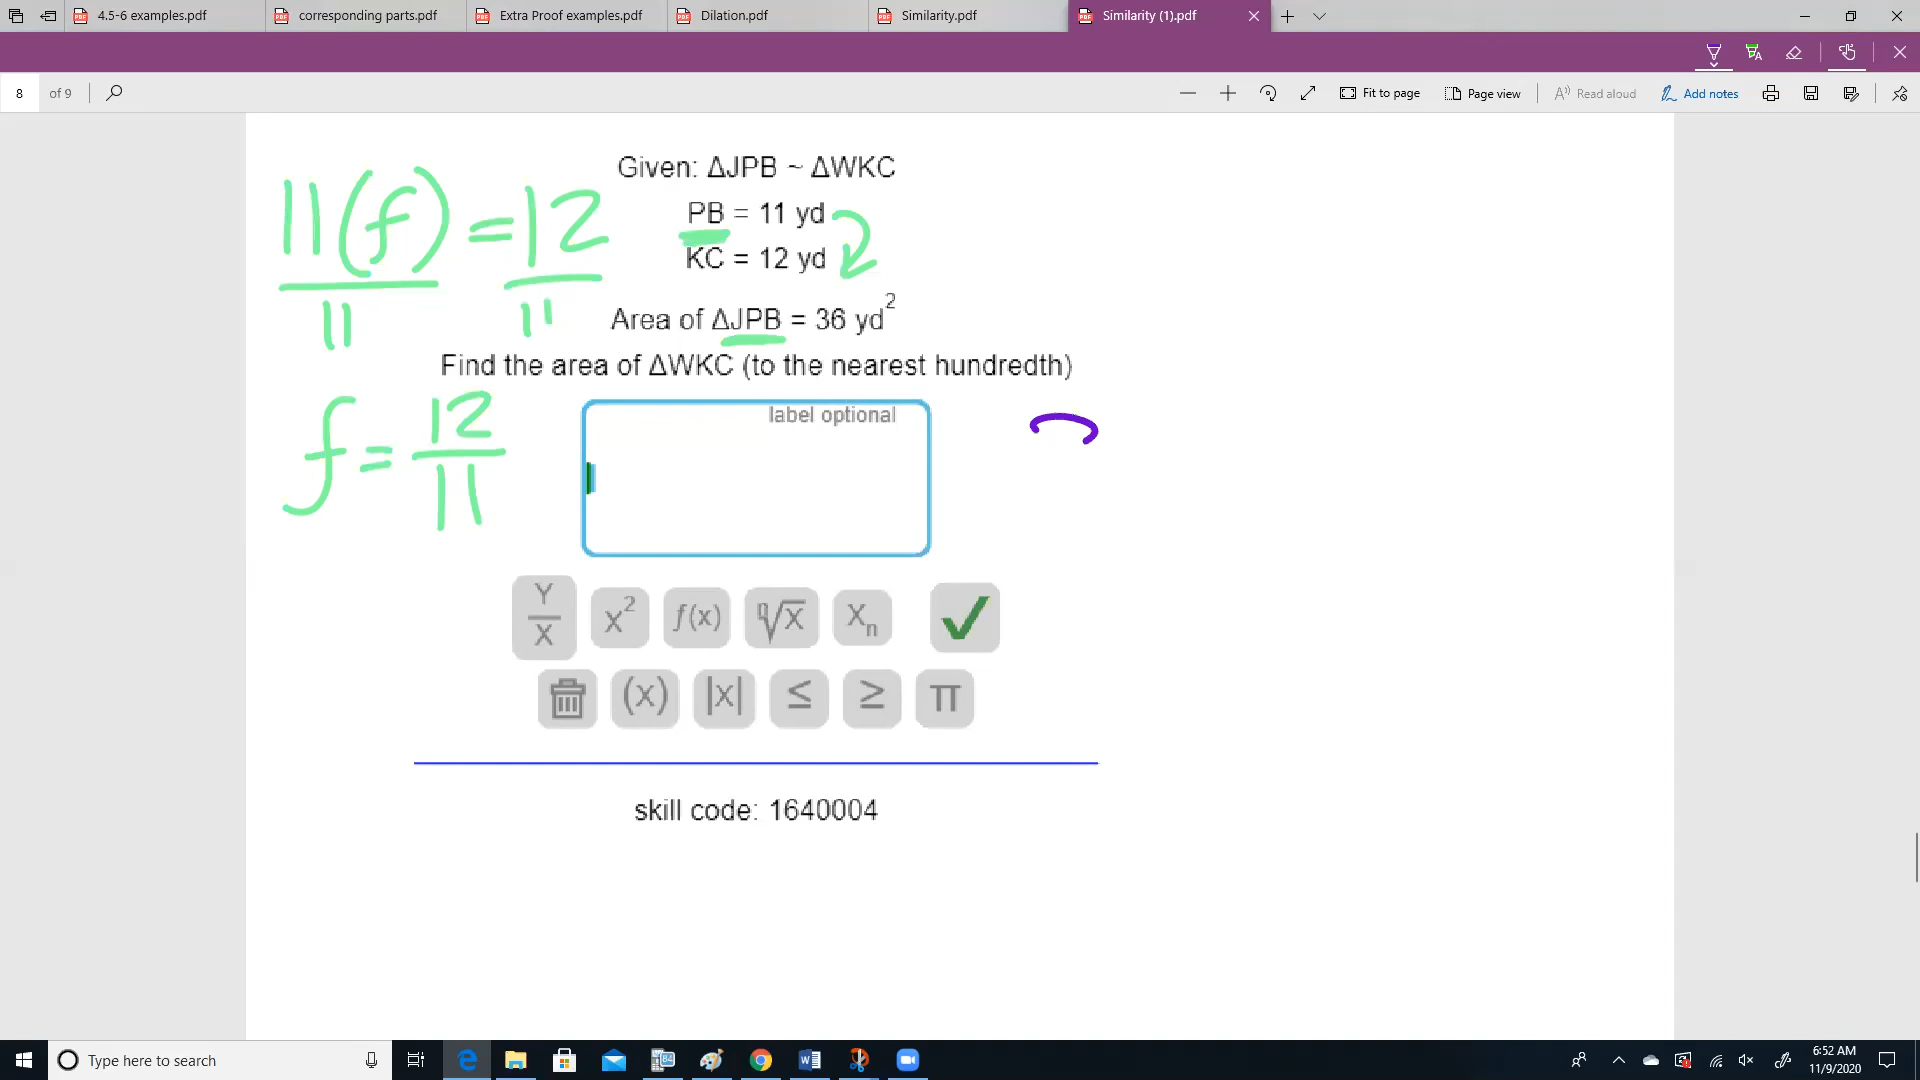 4.5-6 examples.pdf
corresponding parts.pdf
Extra Proof examples.pdf
Dilation.pdf
Similarity.pdf
Similarity (1).pdf
8 of 9
Fit to page
Page view
Read aloud
Add notes
Given: ΔJPB ~ ΔWKC
PB = 11 yd
KC = 12 yd
Area of ΔJPB = 36 yd²
Find the area of ΔWKC (to the nearest hundredth)
11(f) = 12
11 11
f = 12/11
label optional
Y/X x² f(x) ⁿ√x Xn
(x) |x| ≤ ≥ π
skill code: 1640004
Type here to search
6:52 AM
11/9/2020